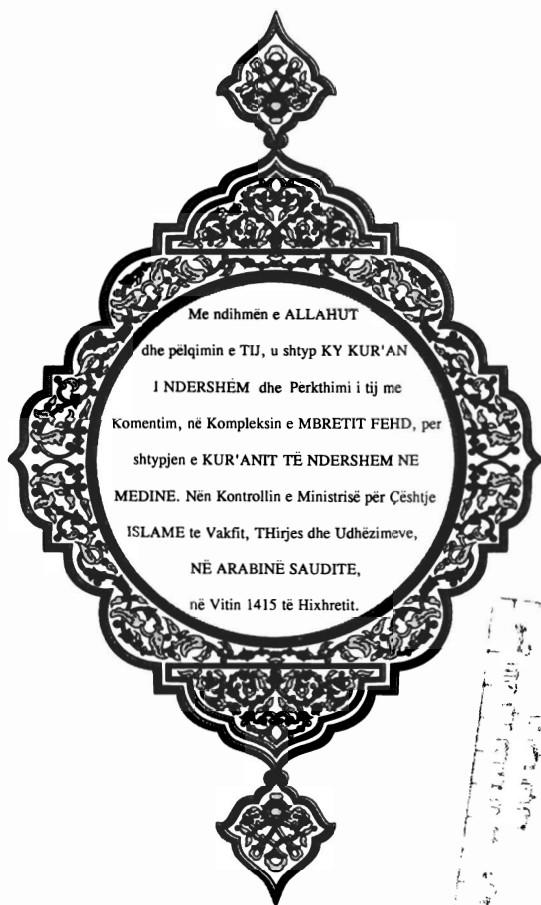 Me ndihmën e ALLAHUT
dhe pëlqimin e TIJ, u shtyp KY KUR'AN
I NDERSHËM dhe Përkthimi i tij me
Komentim, në Kompleksin e MBRETIT FEHD, per
shtypjen e KUR'ANIT TË NDERSHEM NE
MEDINE. Nën Kontrollin e Ministrisë për Çështje
ISLAME te Vakfit, THirjes dhe Udhëzimeve,
NË ARABINË SAUDITE,
në Vitin 1415 të Hixhretit.